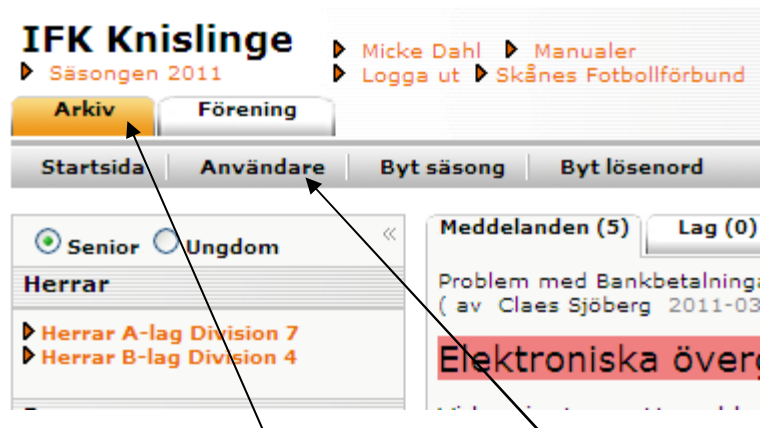 IFK Knislinge
Säsongen 2011
Micke Dahl Manualer
Logga ut Skånes Fotbollförbund
Arkiv Förening
Startsida Användare Byt säsong Byt lösenord
Senior Ungdom
Herrar
Herrar A-lag Division 7
Herrar B-lag Division 4
Meddelanden (5) Lag (0)
Problem med Bankbetalninga
( av Claes Sjöberg 2011-03
Elektroniska överg